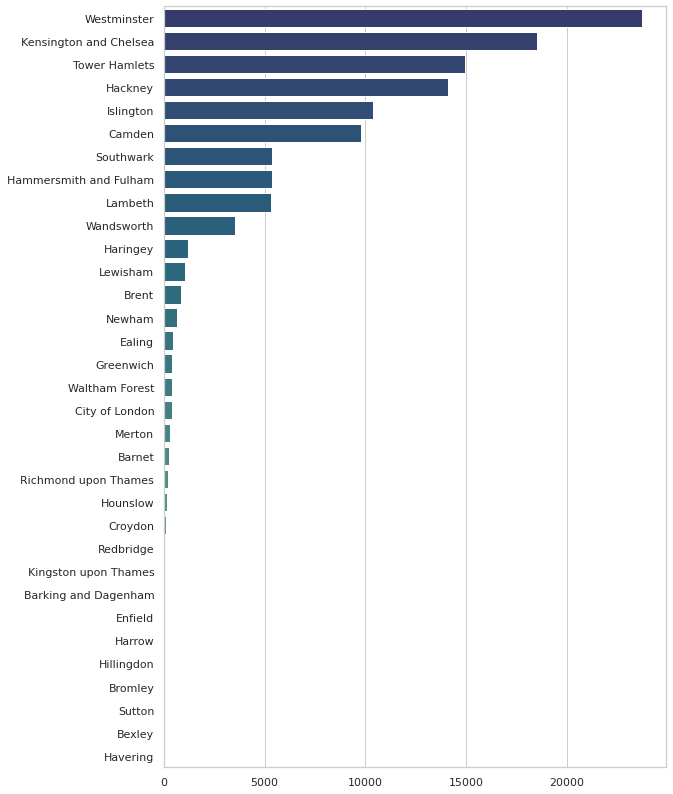 Westminster
Kensington and Chelsea
Tower Hamlets
Hackney
Islington
Camden
Southwark
Hammersmith and Fulham
Lambeth
Wandsworth
Haringey
Lewisham
Brent
Newham
Ealing
Greenwich
Waltham Forest
City of London
Merton
Barnet
Richmond upon Thames
Hounslow
Croydon
Redbridge
Kingston upon Thames
Barking and Dagenham
Enfield
Harrow
Hillingdon
Bromley
Sutton
Bexley
Havering
0 5000 10000 15000 20000